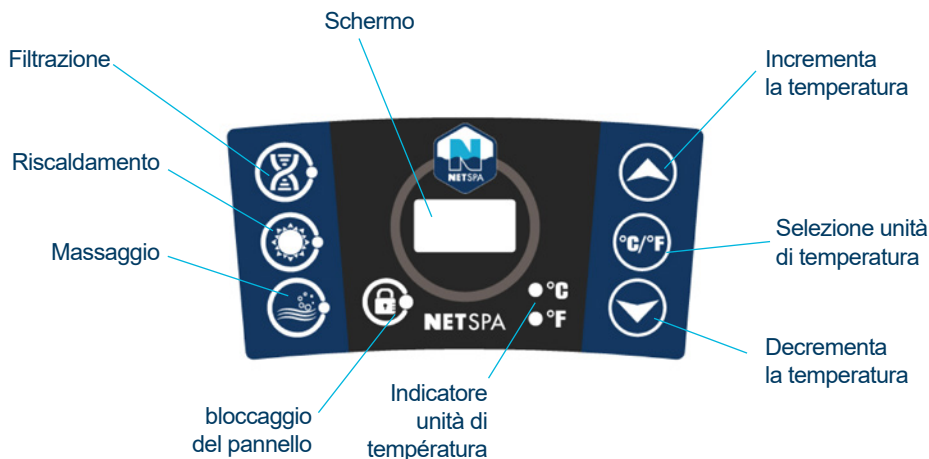 Schermo
Filtrazione
Incrementa
la temperatura
Riscaldamento
N
NETSPA
Massaggio
°C/°F
Selezione unità
di temperatura
°C
NETSPA
°F
Decrementa
la temperatura
bloccaggio
del pannello
Indicatore
unità di
température